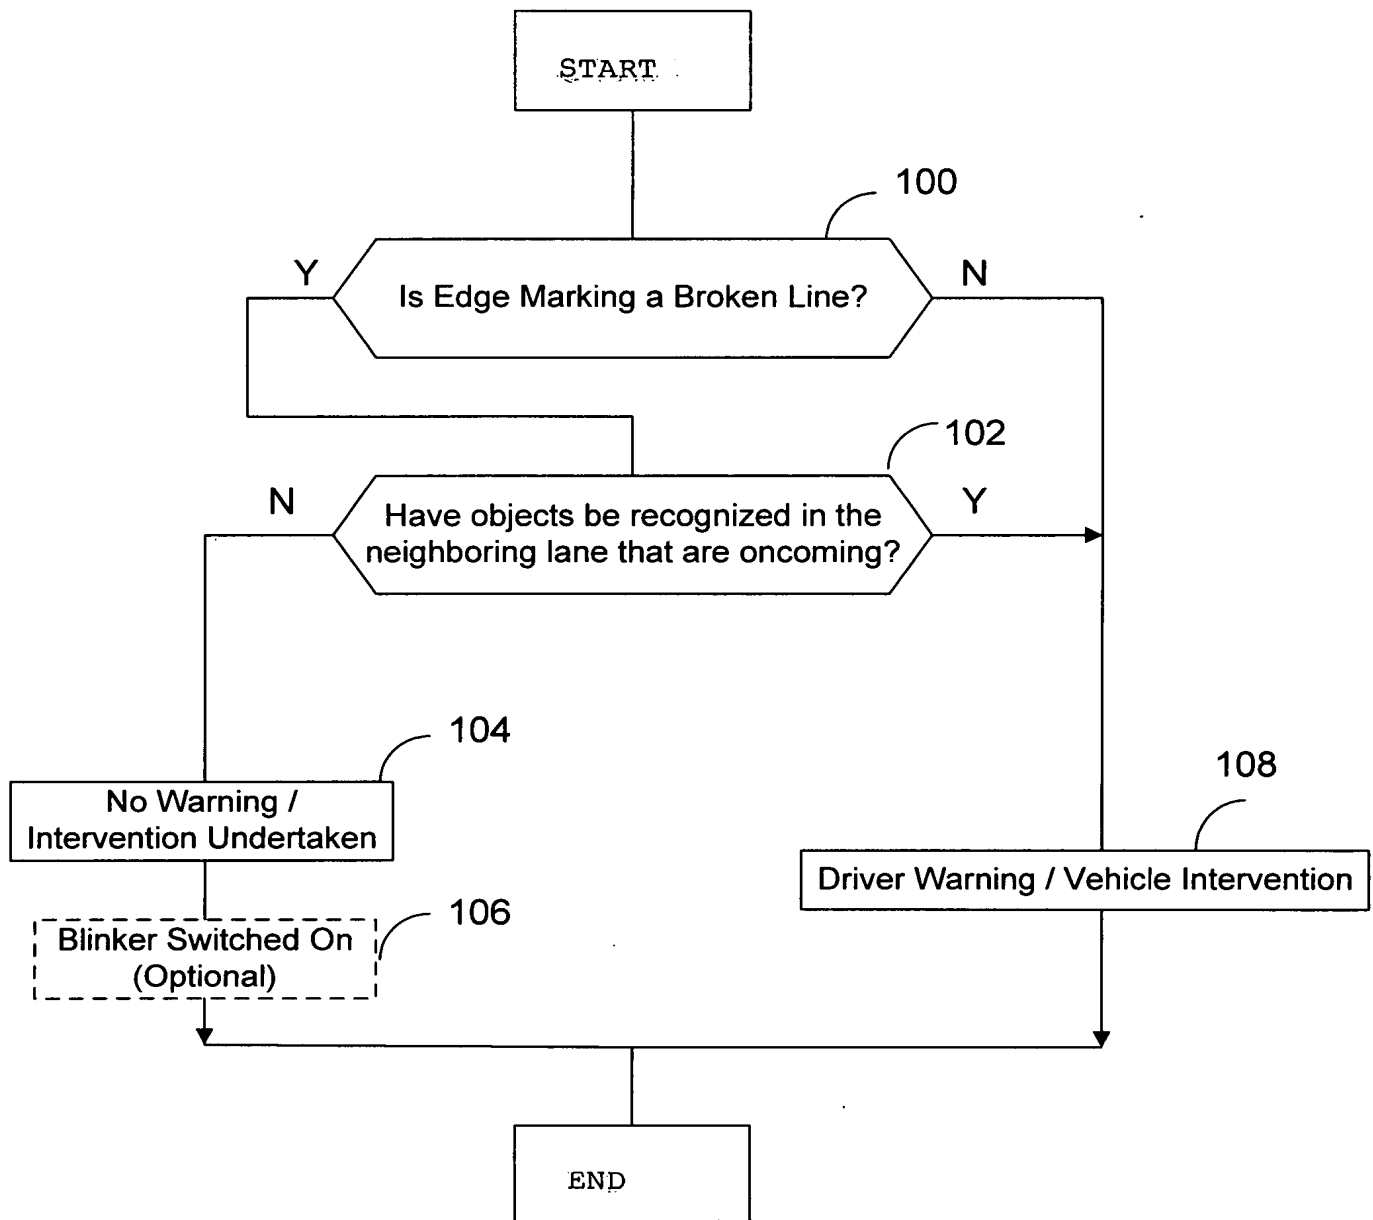 START
100
Y
N
Is Edge Marking a Broken Line?
102
N
Y
Have objects be recognized in the
neighboring lane that are oncoming?
104
No Warning /
Intervention Undertaken
108
Driver Warning / Vehicle Intervention
106
Blinker Switched On
(Optional)
END